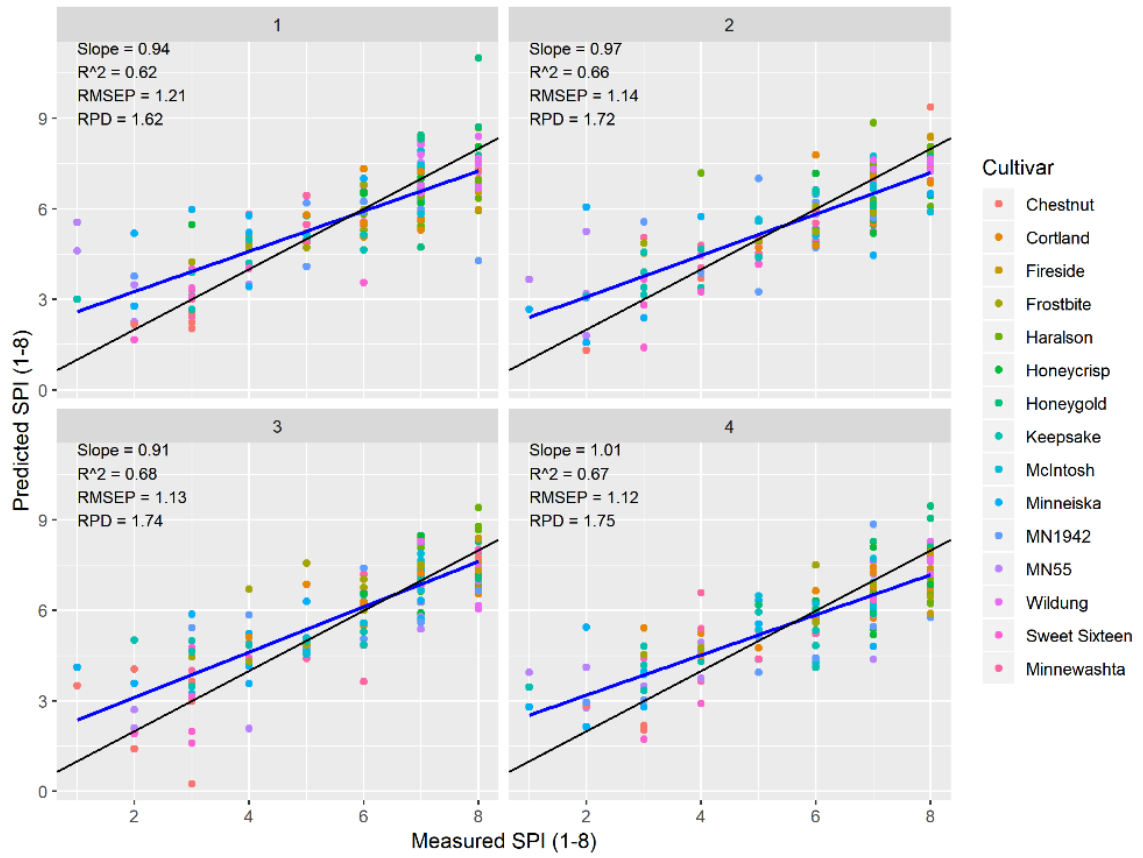 1
Slope = 0.94
R^2 = 0.62
RMSEP = 1.21
RPD = 1.62
2
Slope = 0.97
R^2 = 0.66
RMSEP = 1.14
RPD = 1.72
9
6
3
0
3
Slope = 0.91
R^2 = 0.68
RMSEP = 1.13
RPD = 1.74
4
Slope = 1.01
R^2 = 0.67
RMSEP = 1.12
RPD = 1.75
9
6
3
0
2
4
6
8
2
4
6
8
Predicted SPI (1-8)
Measured SPI (1-8)
Cultivar
Chestnut
Cortland
Fireside
Frostbite
Haralson
Honeycrisp
Honeygold
Keepsake
McIntosh
Minneiska
MN1942
MN55
Wildung
Sweet Sixteen
Minnewashta